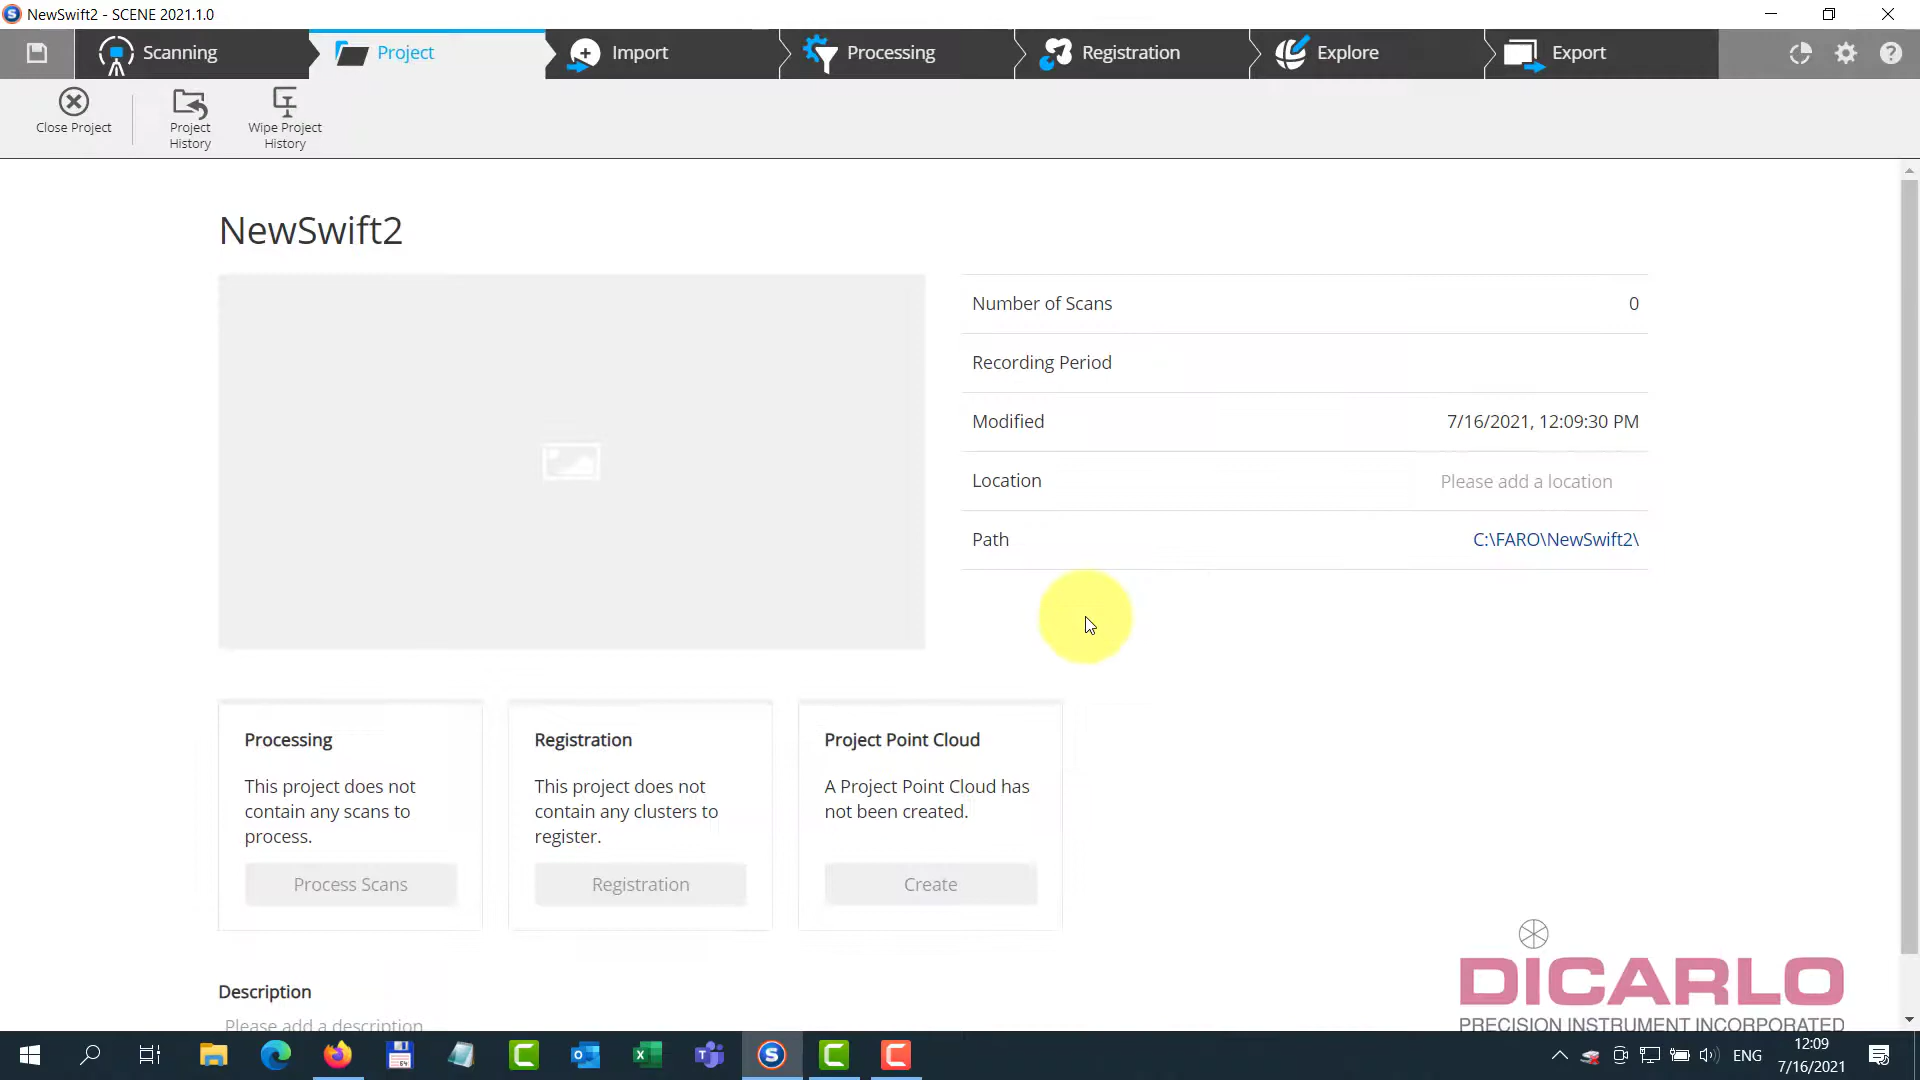 NewSwift2 - SCENE 2021.1.0
Scanning
Project
Import
Processing
Registration
Explore
Export
Close Project
Project
History
Wipe Project
History
NewSwift2
Number of Scans
0
Recording Period
Modified
7/16/2021, 12:09:30 PM
Location
Please add a location
Path
C:\FARO\NewSwift2\
Processing
This project does not
contain any scans to
process.
Process Scans
Registration
This project does not
contain any clusters to
register.
Registration
Project Point Cloud
A Project Point Cloud has
not been created.
Create
Description
Please add a description
DICARLO
PRECISION INSTRUMENT INCORPORATED
ENG
12:09
7/16/2021